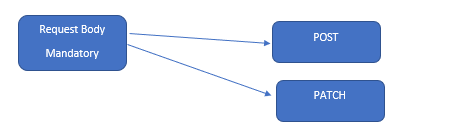 Request Body
Mandatory
POST
PATCH